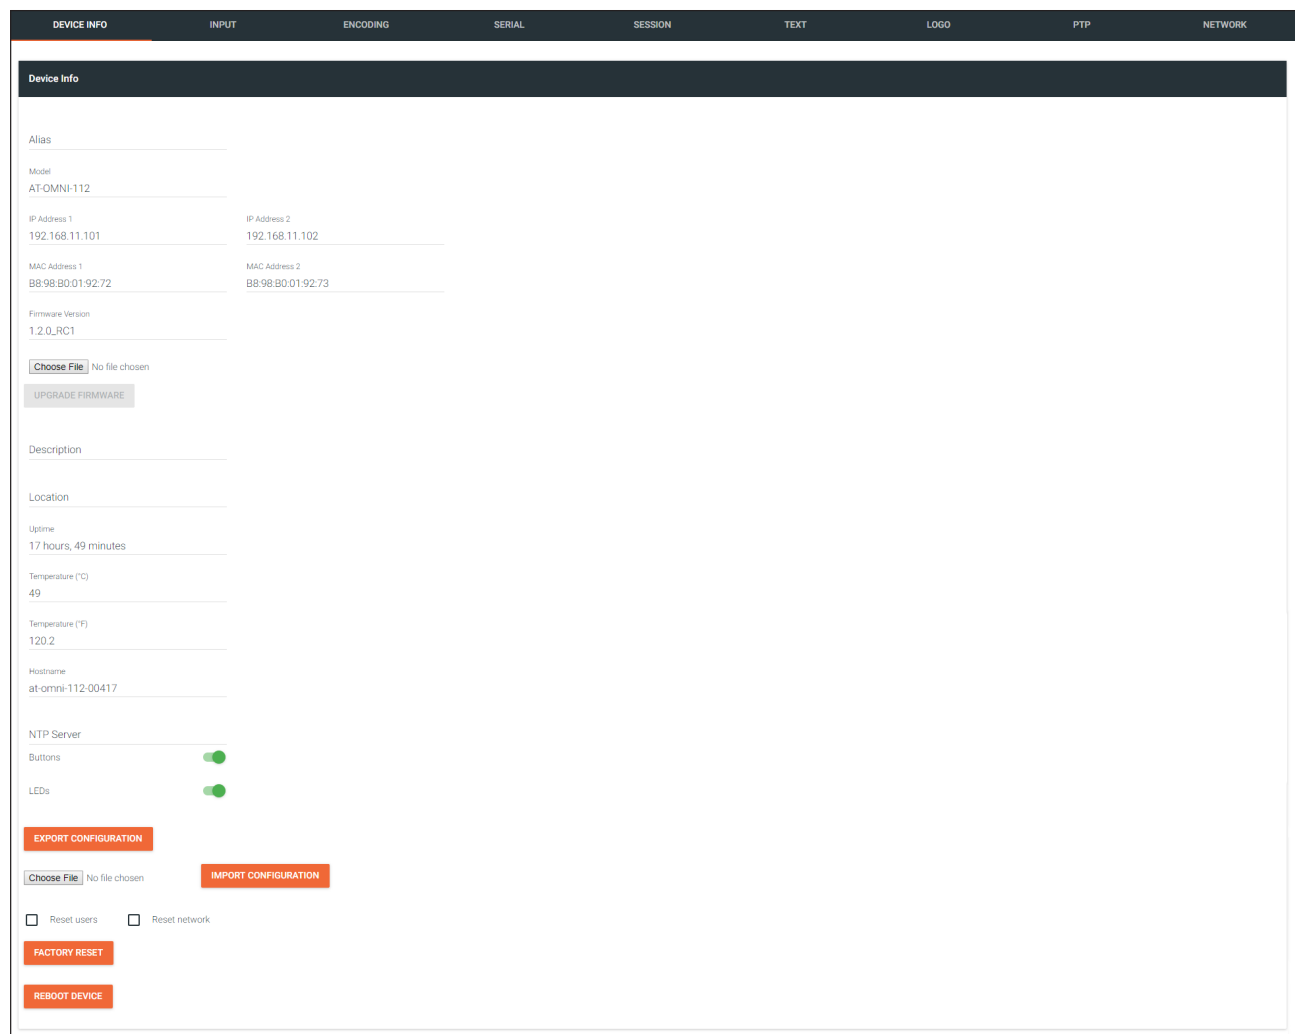 DEVICE INFO INPUT ENCODING SERIAL SESSION TEXT LOGO PTP NETWORK
Device Info
Alias
Model
AT-OMNI-112
IP Address 1 IP Address 2
192.168.11.101 192.168.11.102
MAC Address 1 MAC Address 2
B8:98:B0:01:92:72 B8:98:B0:01:92:73
Firmware Version
1.2.0_RC1
Choose File No file chosen
UPGRADE FIRMWARE
Description
Location
Uptime
17 hours, 49 minutes
Temperature (°C)
49
Temperature (°F)
120.2
Hostname
at-omni-112-00417
NTP Server
Buttons
LEDs
EXPORT CONFIGURATION
Choose File No file chosen IMPORT CONFIGURATION
Reset users Reset network
FACTORY RESET
REBOOT DEVICE